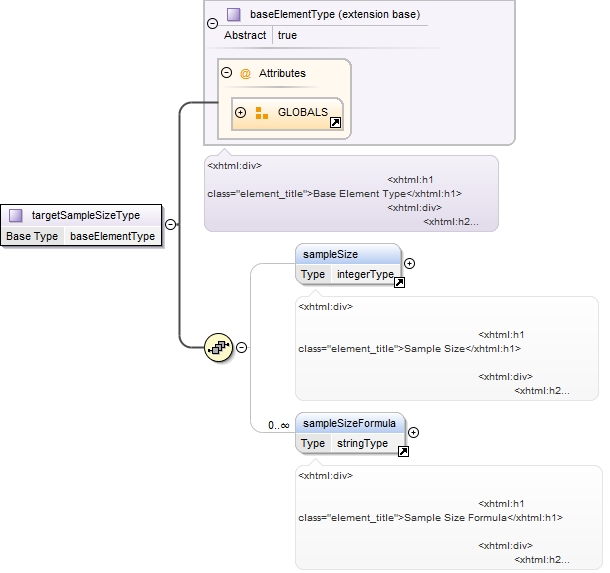 baseElementType (extension base)
Abstract true
@ Attributes
GLOBALS
<xhtml:div>
<xhtml:h1
class="element_title">Base Element Type</xhtml:h1>
<xhtml:div>
<xhtml:h2...
targetSampleSizeType
Base Type baseElementType
sampleSize
Type integerType
<xhtml:div>
<xhtml:h1
class="element_title">Sample Size</xhtml:h1>
<xhtml:div>
<xhtml:h2...
0..∞
sampleSizeFormula
Type stringType
<xhtml:div>
<xhtml:h1
class="element_title">Sample Size Formula</xhtml:h1>
<xhtml:div>
<xhtml:h2...